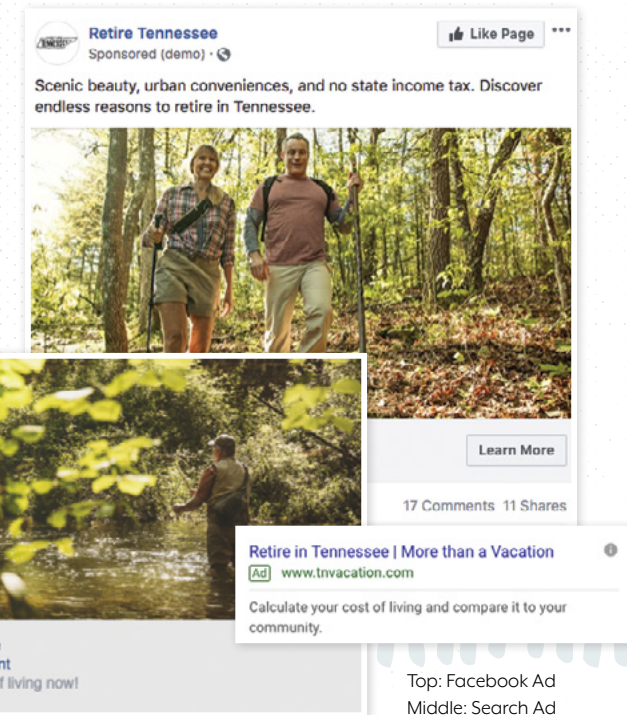 Retire Tennessee
Like Page
Sponsored (demo) ·
Scenic beauty, urban conveniences, and no state income tax. Discover
endless reasons to retire in Tennessee.
Learn More
17 Comments 11 Shares
Retire in Tennessee | More than a Vacation
Ad www.tnvacation.com
Calculate your cost of living and compare it to your
community.
living now!
Top: Facebook Ad
Middle: Search Ad